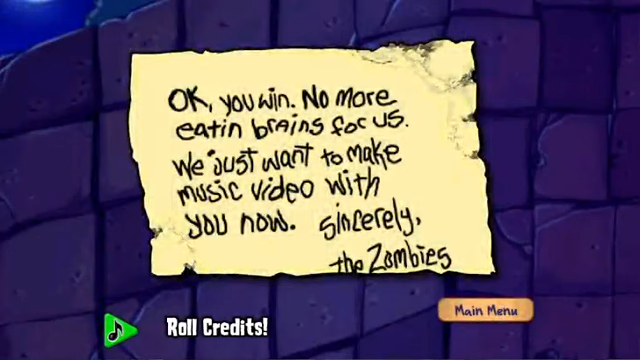 OK, you win. No more
eatin brains for us.
We just want to make
music video with
you now. sincerely,
the Zombies
Roll Credits!
Main Menu